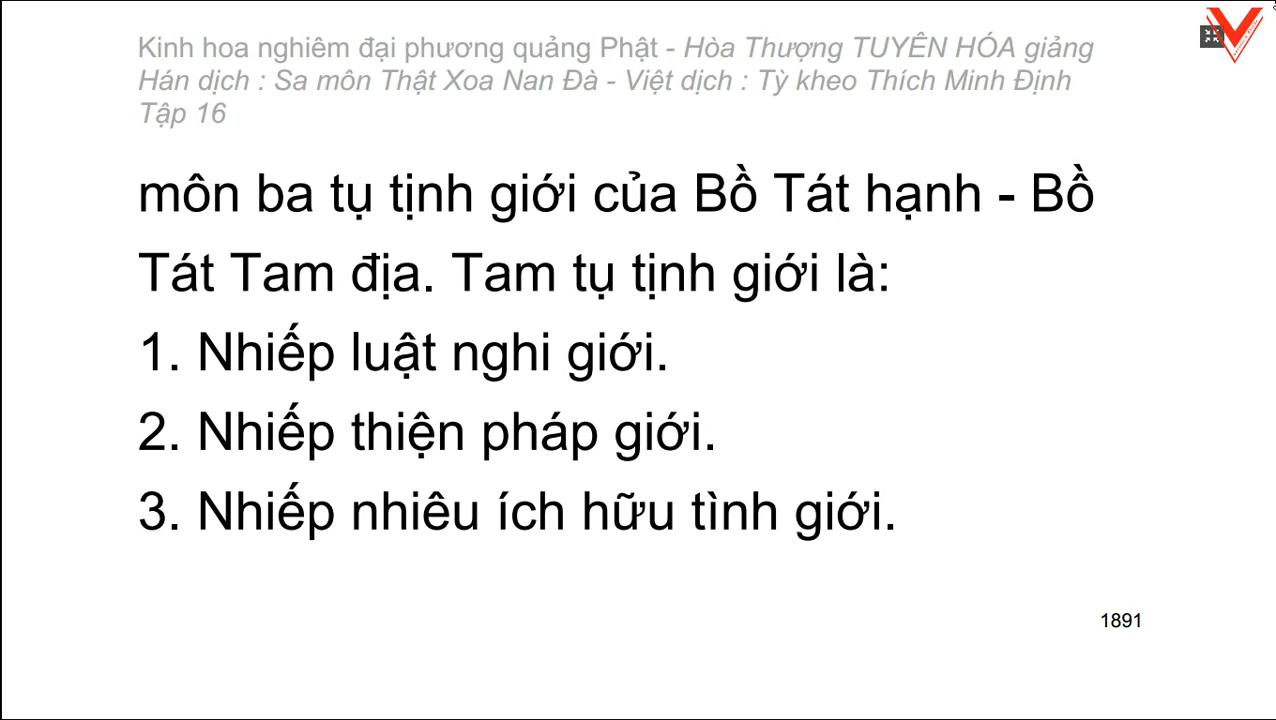 Kinh hoa nghiêm đại phương quảng Phật - Hòa Thượng TUYÊN HÓA giảng
Hán dịch : Sa môn Thật Xoa Nan Đà - Việt dịch : Tỳ kheo Thích Minh Định
Tập 16
môn ba tụ tịnh giới của Bồ Tát hạnh - Bồ
Tát Tam địa. Tam tụ tịnh giới là:
1. Nhiếp luật nghi giới.
2. Nhiếp thiện pháp giới.
3. Nhiếp nhiêu ích hữu tình giới.
1891